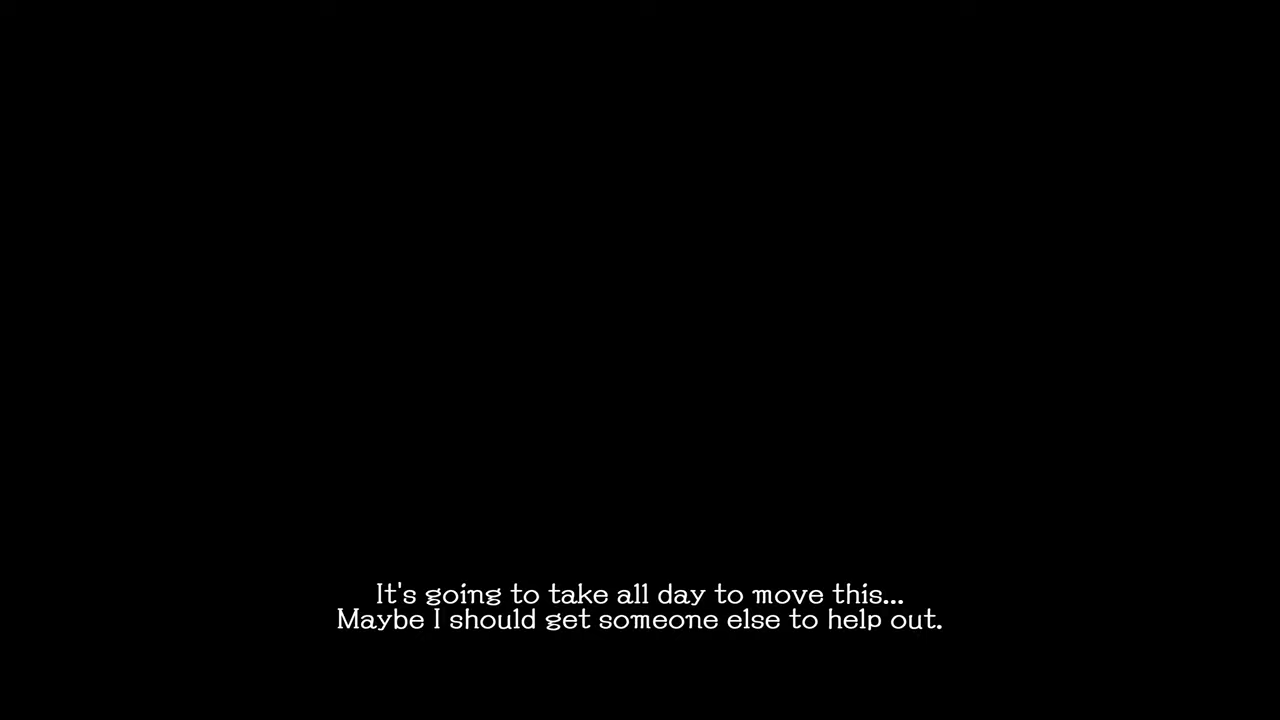 It's going to take all day to move this...
Maybe I should get someone else to help out.